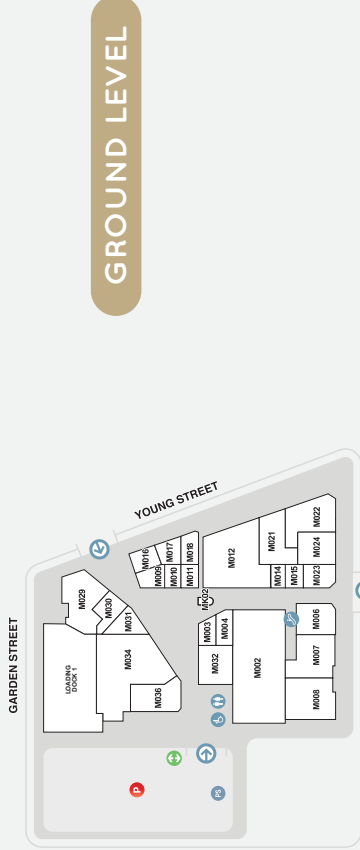 GROUND LEVEL
YOUNG STREET
GARDEN STREET
M029
M030
M031
LOADING
DOCK 1
M034
M036
M016
M017
M018
M009
M010
M011
MK02
M012
M021
M022
M024
M014
M015
M023
M003
M004
M032
M002
M006
M007
M008
P
PS